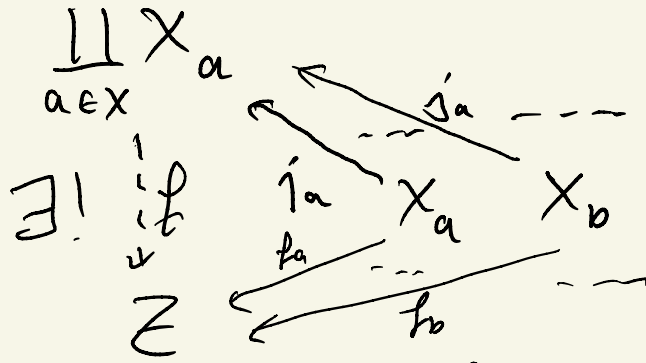 ∐ X_a
a ∈ X
j_a
∃! f
j_a
X_a
X_b
f_a
f_b
Z